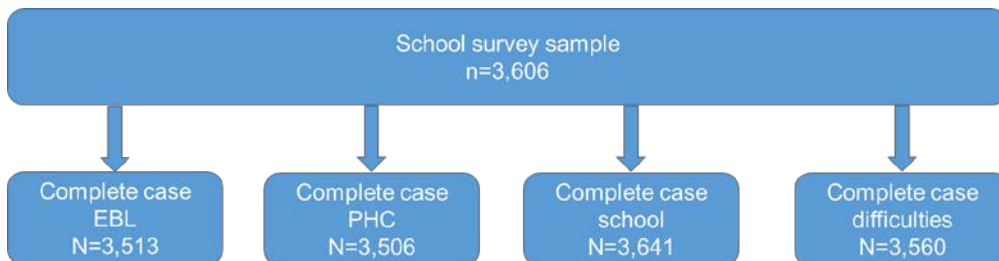 School survey sample
n=3,606
Complete case
EBL
N=3,513
Complete case
PHC
N=3,506
Complete case
school
N=3,641
Complete case
difficulties
N=3,560